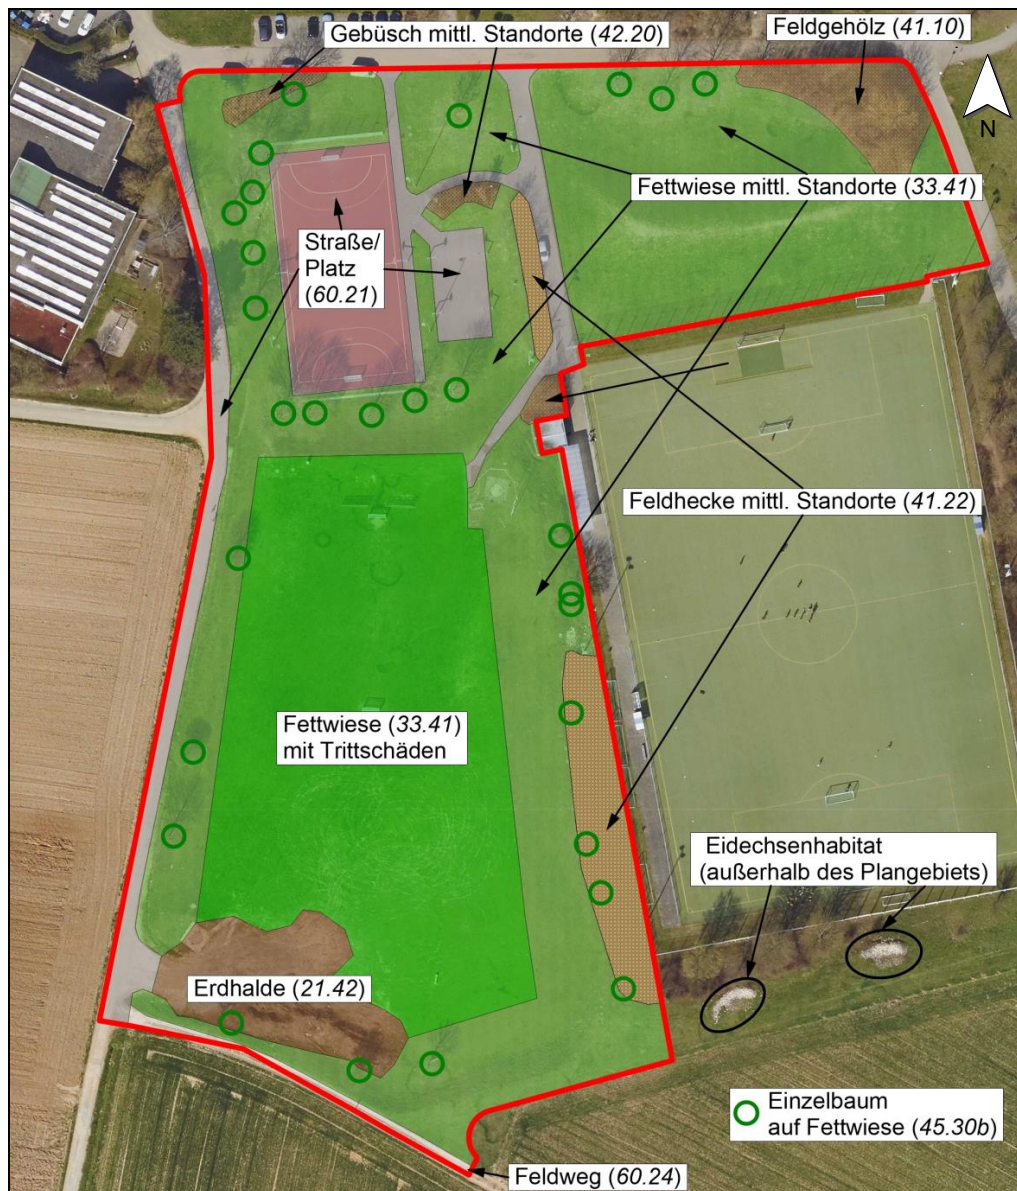 Gebüsch mittl. Standorte (42.20)
Feldgehölz (41.10)
N
Fettwiese mittl. Standorte (33.41)
Straße/
Platz
(60.21)
Feldhecke mittl. Standorte (41.22)
Fettwiese (33.41)
mit Trittschäden
Eidechsenhabitat
(außerhalb des Plangebiets)
Erdhalde (21.42)
Einzelbaum
auf Fettwiese (45.30b)
Feldweg (60.24)